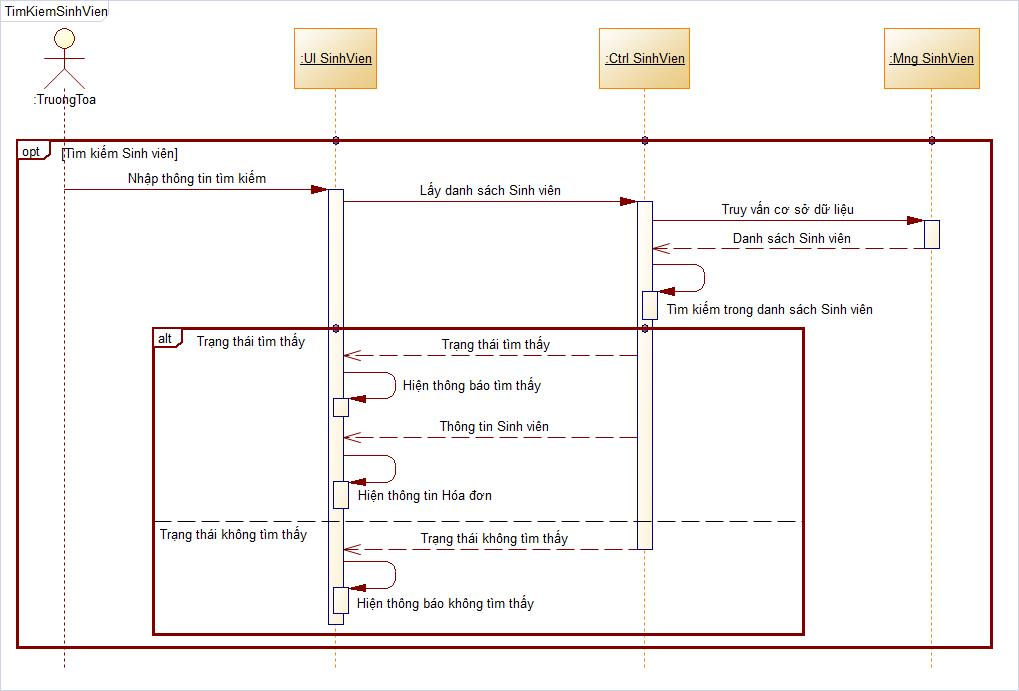 TimKiemSinhVien
:TruongToa
:UI SinhVien
:Ctrl SinhVien
:Mng SinhVien
opt
[Tìm kiếm Sinh viên]
Nhập thông tin tìm kiếm
Lấy danh sách Sinh viên
Truy vấn cơ sở dữ liệu
Danh sách Sinh viên
Tìm kiếm trong danh sách Sinh viên
alt
Trạng thái tìm thấy
Trạng thái tìm thấy
Hiện thông báo tìm thấy
Thông tin Sinh viên
Hiện thông tin Hóa đơn
Trạng thái không tìm thấy
Trạng thái không tìm thấy
Hiện thông báo không tìm thấy